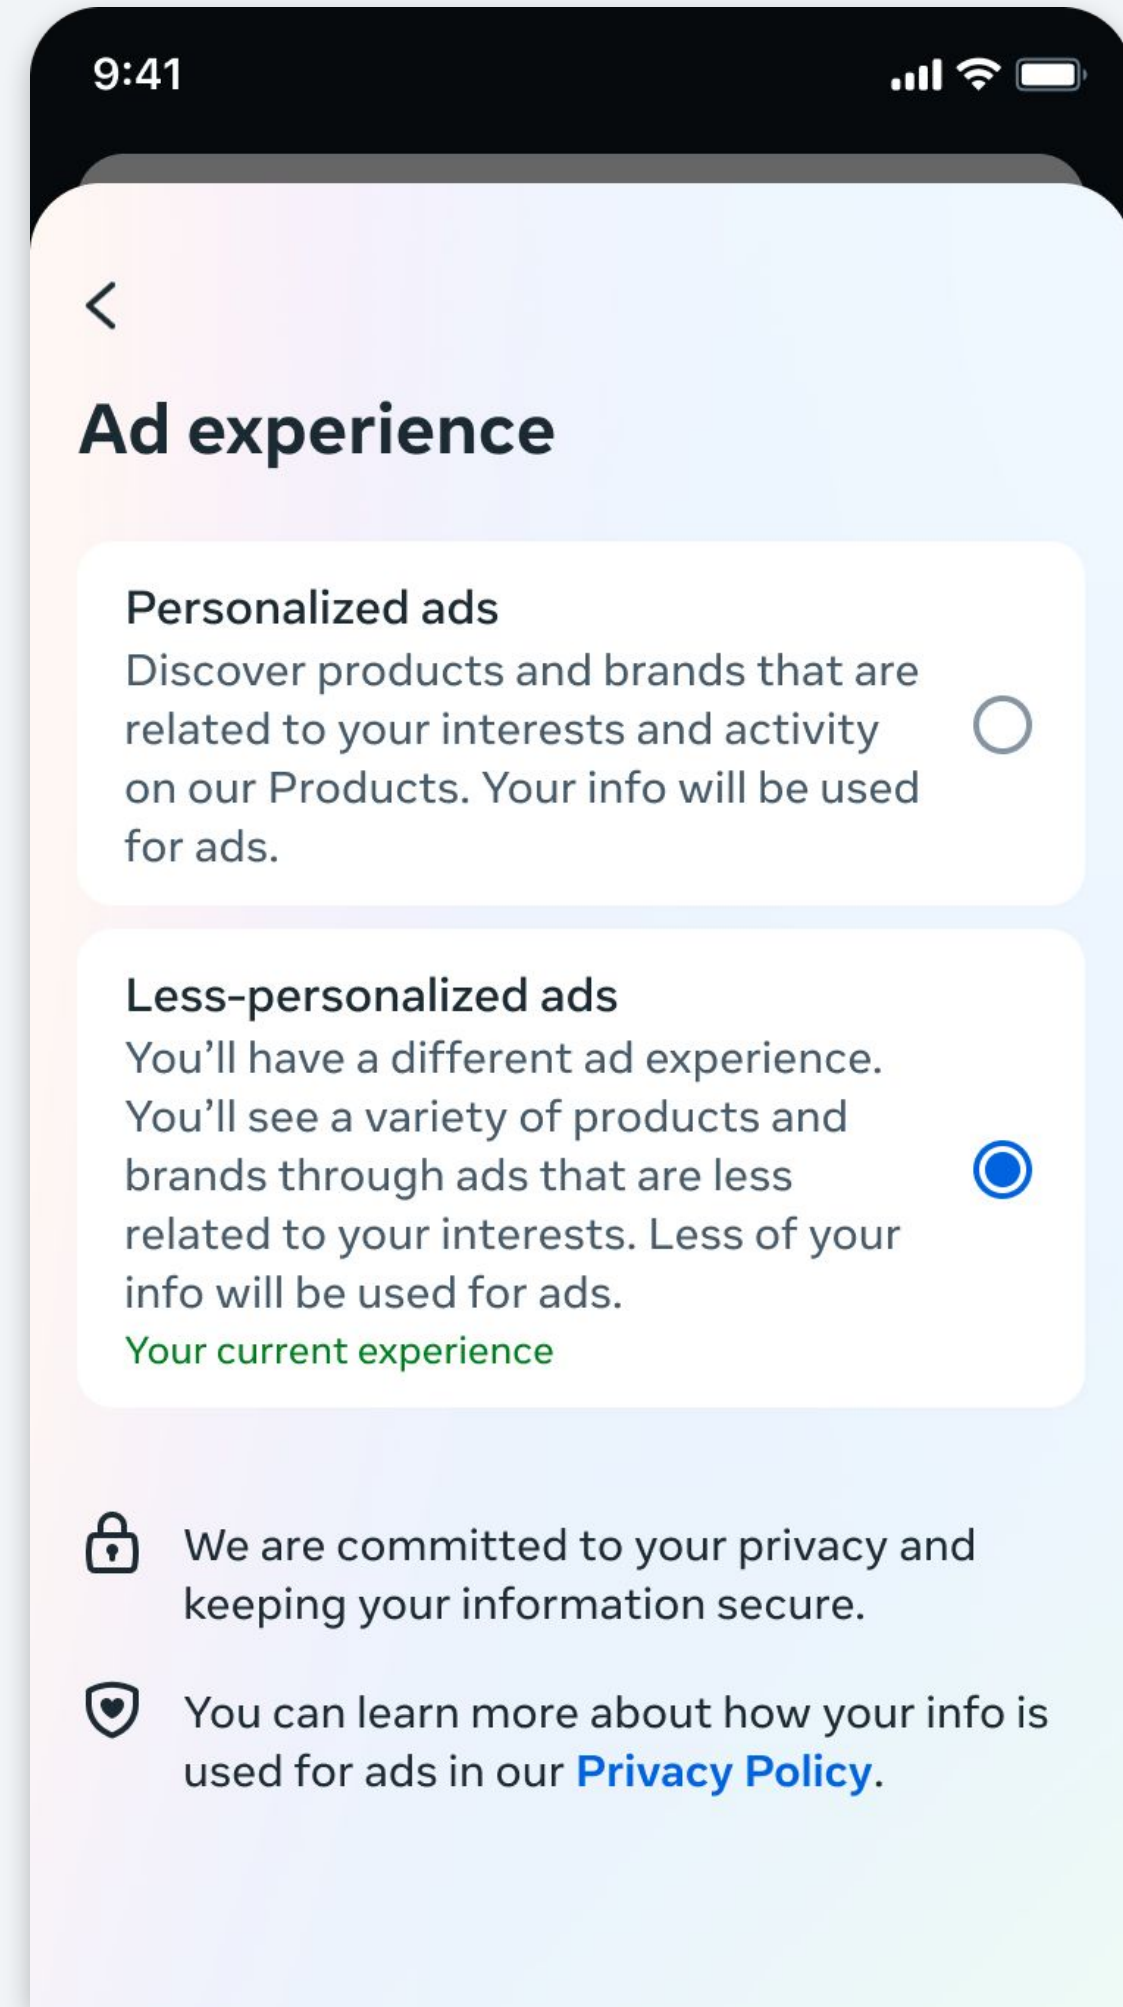 9:41
Ad experience
Personalized ads
Discover products and brands that are
related to your interests and activity
on our Products. Your info will be used
for ads.
Less-personalized ads
You’ll have a different ad experience.
You’ll see a variety of products and
brands through ads that are less
related to your interests. Less of your
info will be used for ads.
Your current experience
We are committed to your privacy and
keeping your information secure.
You can learn more about how your info is
used for ads in our Privacy Policy.